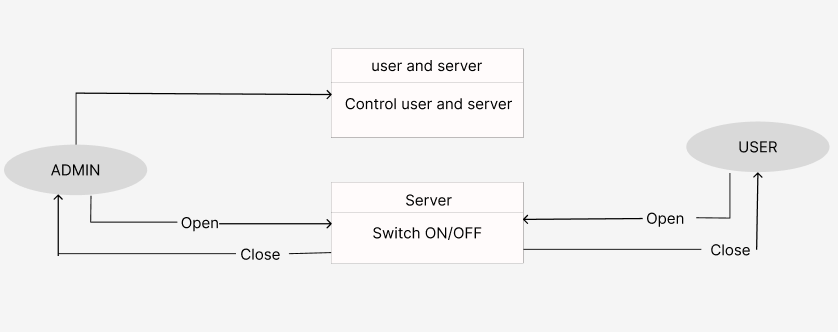 user and server
Control user and server
ADMIN
USER
Server
Switch ON/OFF
Open
Open
Close
Close